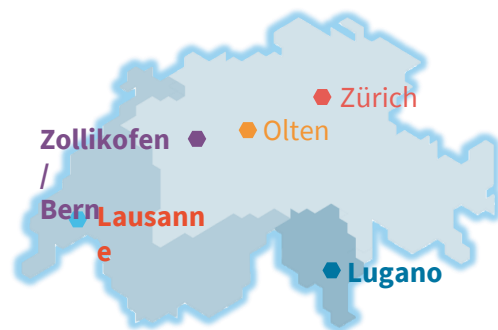 Zürich
Olten
Zollikofen
/
Bern
Lausann
e
Lugano